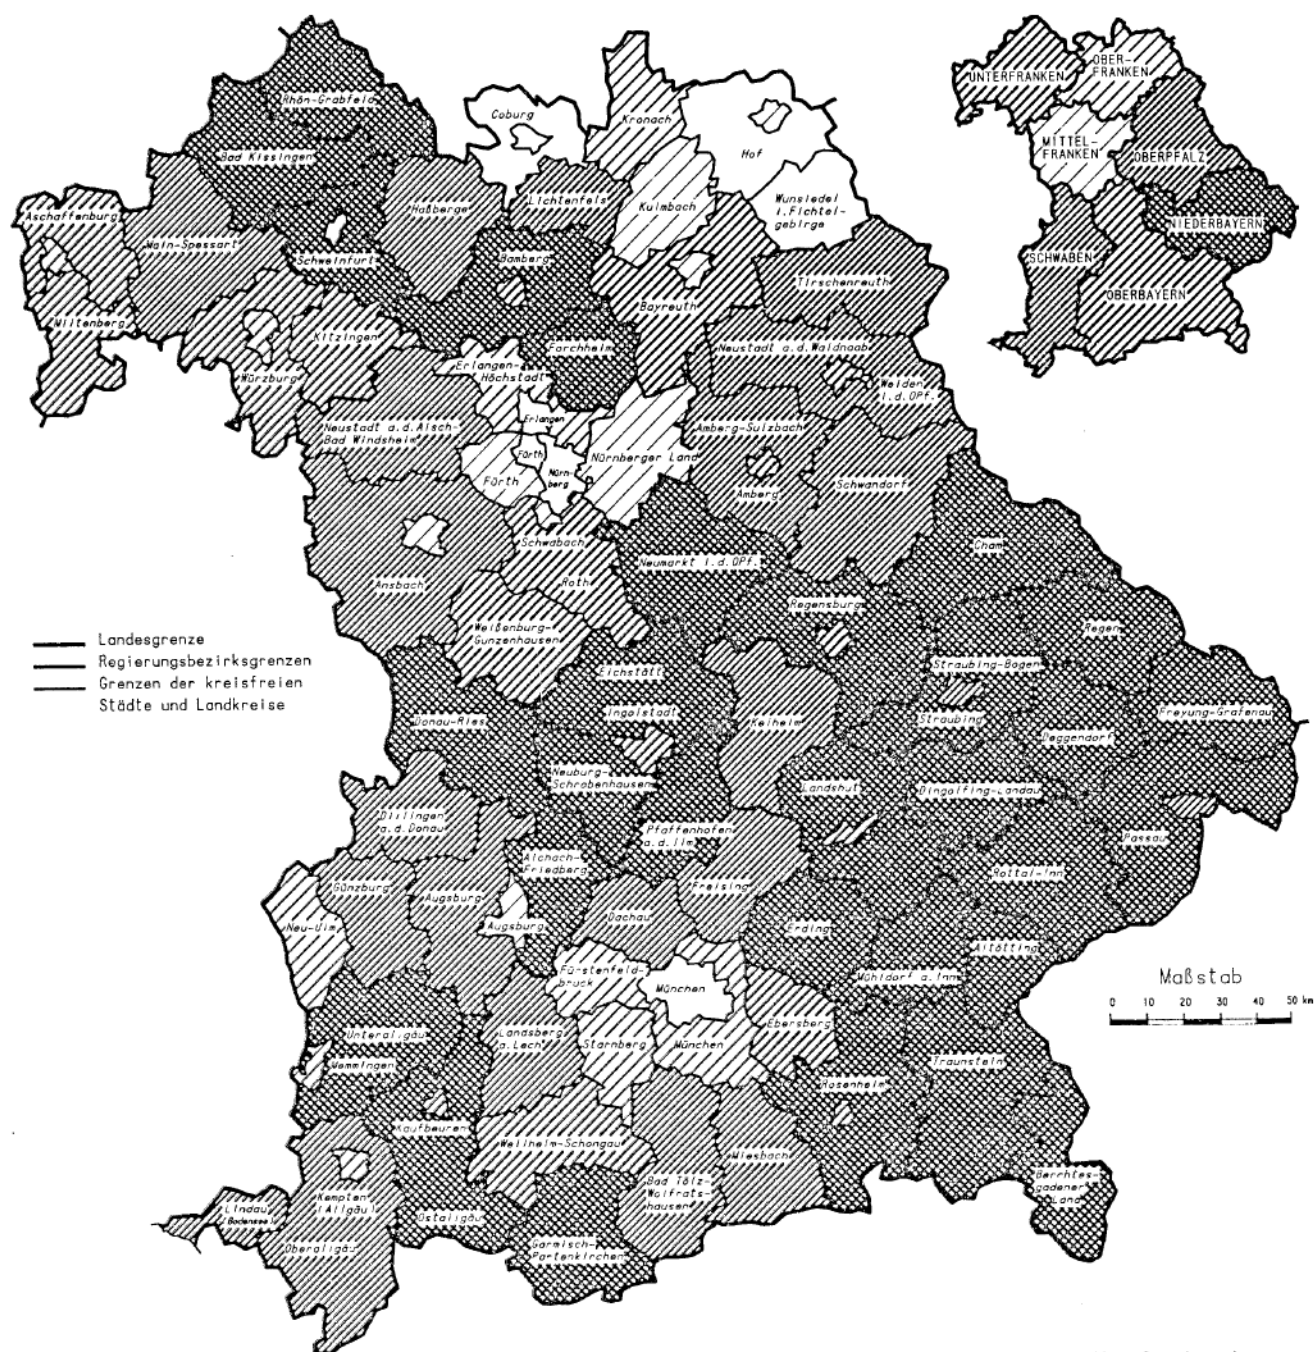 Rhön-Grabfeld
Bad Kissingen
Coburg
Kronach
Hof
Aschaffenburg
Main-Spessart
Haßberge
Lichtenfels
Kulmbach
Wunsiedel
i.Fichtel-
gebirge
Schweinfurt
Bamberg
Bayreuth
Tirschenreuth
Miltenberg
Kitzingen
Würzburg
Forchheim
Erlangen-
Höchstadt
Erlangen
Neustadt a.d.Waldnaab
Weiden
i.d.OPf.
Neustadt a.d.Aisch-
Bad Windsheim
Fürth
Fürth
Nürn-
berg
Nürnberger Land
Amberg-Sulzbach
Amberg
Schwandorf
Ansbach
Schwabach
Roth
Neumarkt i.d.OPf.
Cham
Weißenburg-
Gunzenhausen
Regensburg
Regen
Eichstätt
Straubing-Bogen
Straubing
Donau-Ries
Ingolstadt
Kelheim
Deggendorf
Freyung-Grafenau
Neuburg-
Schrobenhausen
Landshut
Dingolfing-Landau
Dillingen
a.d.Donau
Pfaffenhofen
a.d.Ilm
Passau
Aichach-
Friedberg
Rottal-Inn
Günzburg
Augsburg
Freising
Neu-Ulm
Augsburg
Dachau
Erding
Altötting
Fürstenfeld-
bruck
München
Mühldorf a.Inn
Unterallgäu
Memmingen
Landsberg
a.Lech
Starnberg
München
Ebersberg
Rosenheim
Traunstein
Kaufbeuren
Weilheim-Schongau
Miesbach
Bad Tölz-
Wolfrats-
hausen
Berchtes-
gadener
Land
Lindau
(Bodensee)
Kempten
(Allgäu)
Oberallgäu
Ostallgäu
Garmisch-
Partenkirchen
UNTERFRANKEN
OBER-
FRANKEN
MITTEL-
FRANKEN
OBERPFALZ
NIEDERBAYERN
SCHWABEN
OBERBAYERN
Landesgrenze
Regierungsbezirksgrenzen
Grenzen der kreisfreien
Städte und Landkreise
Maßstab
0 10 20 30 40 50 km